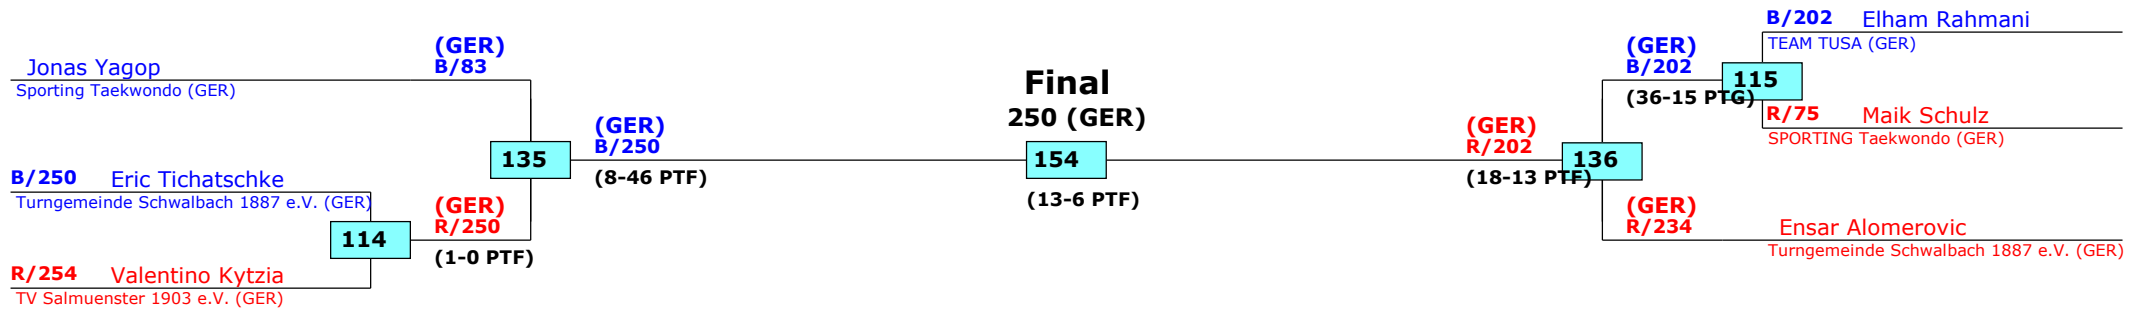 Jonas Yagop
Sporting Taekwondo (GER)
(GER)
B/83
B/250 Eric Tichatschke
Turngemeinde Schwalbach 1887 e.V. (GER)
114
R/254 Valentino Kytzia
TV Salmuenster 1903 e.V. (GER)
(GER)
R/250
(1-0 PTF)
135
(GER)
B/250
(8-46 PTF)
Final
250 (GER)
154
(13-6 PTF)
(GER)
R/202
(18-13 PTF)
136
(GER)
B/202
(36-15 PTG)
115
B/202 Elham Rahmani
TEAM TUSA (GER)
R/75 Maik Schulz
SPORTING Taekwondo (GER)
(GER)
R/234
Ensar Alomerovic
Turngemeinde Schwalbach 1887 e.V. (GER)